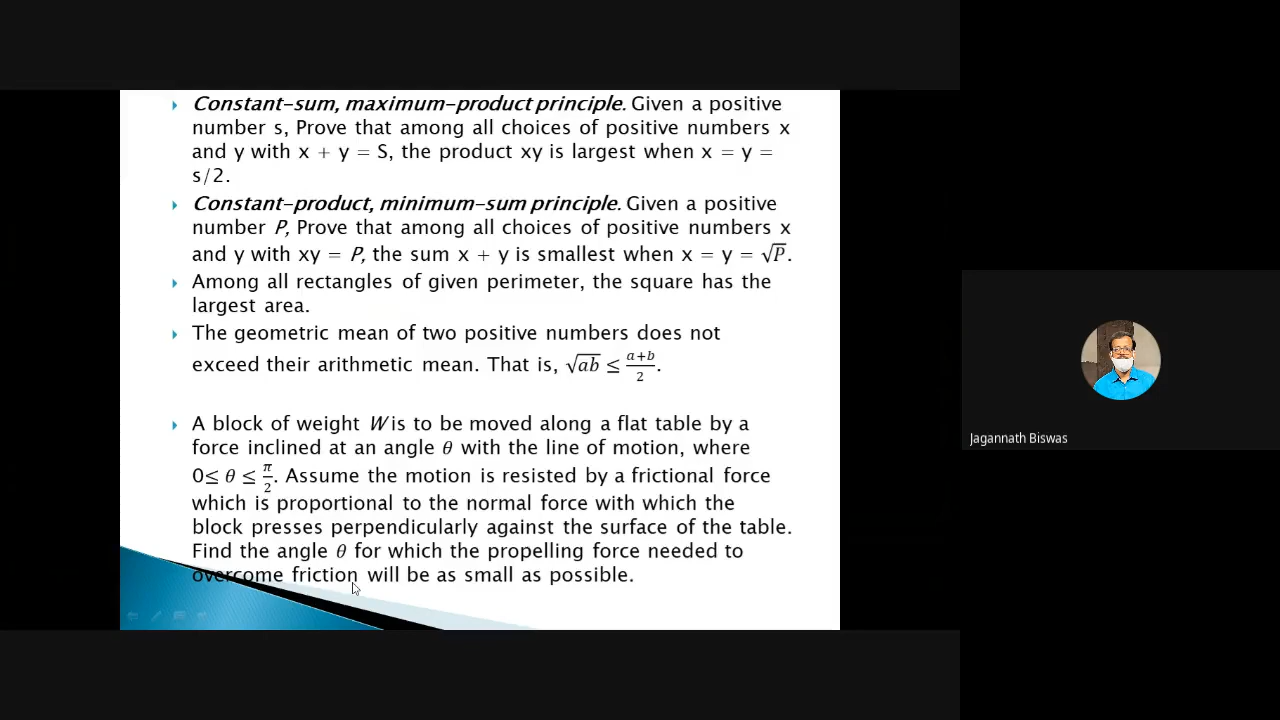 Constant-sum, maximum-product principle. Given a positive
number s, Prove that among all choices of positive numbers x
and y with x + y = S, the product xy is largest when x = y =
s/2.
Constant-product, minimum-sum principle. Given a positive
number P, Prove that among all choices of positive numbers x
and y with xy = P, the sum x + y is smallest when x = y = √P.
Among all rectangles of given perimeter, the square has the
largest area.
The geometric mean of two positive numbers does not
exceed their arithmetic mean. That is, √ab ≤ a+b/2.
A block of weight W is to be moved along a flat table by a
force inclined at an angle θ with the line of motion, where
0≤ θ ≤ π/2. Assume the motion is resisted by a frictional force
which is proportional to the normal force with which the
block presses perpendicularly against the surface of the table.
Find the angle θ for which the propelling force needed to
overcome friction will be as small as possible.
Jagannath Biswas